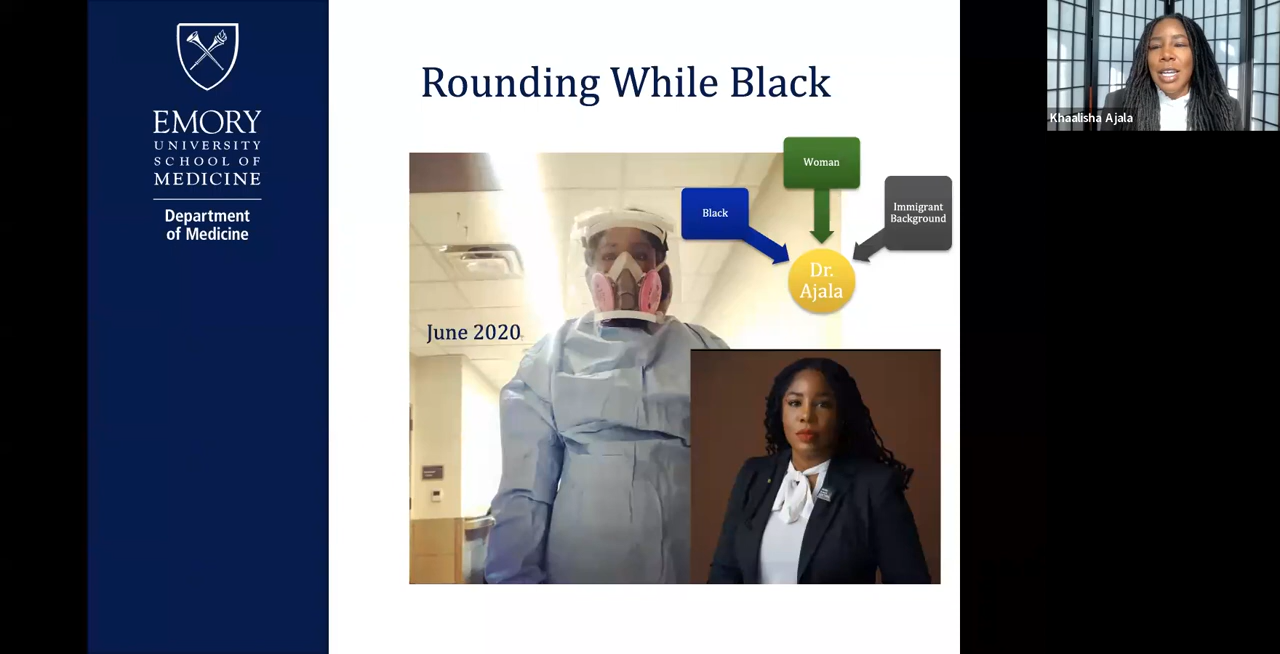 EMORY
UNIVERSITY
SCHOOL OF
MEDICINE
Department
of Medicine
Rounding While Black
Woman
Black
Immigrant
Background
Dr.
Ajala
June 2020
Khaalisha Ajala